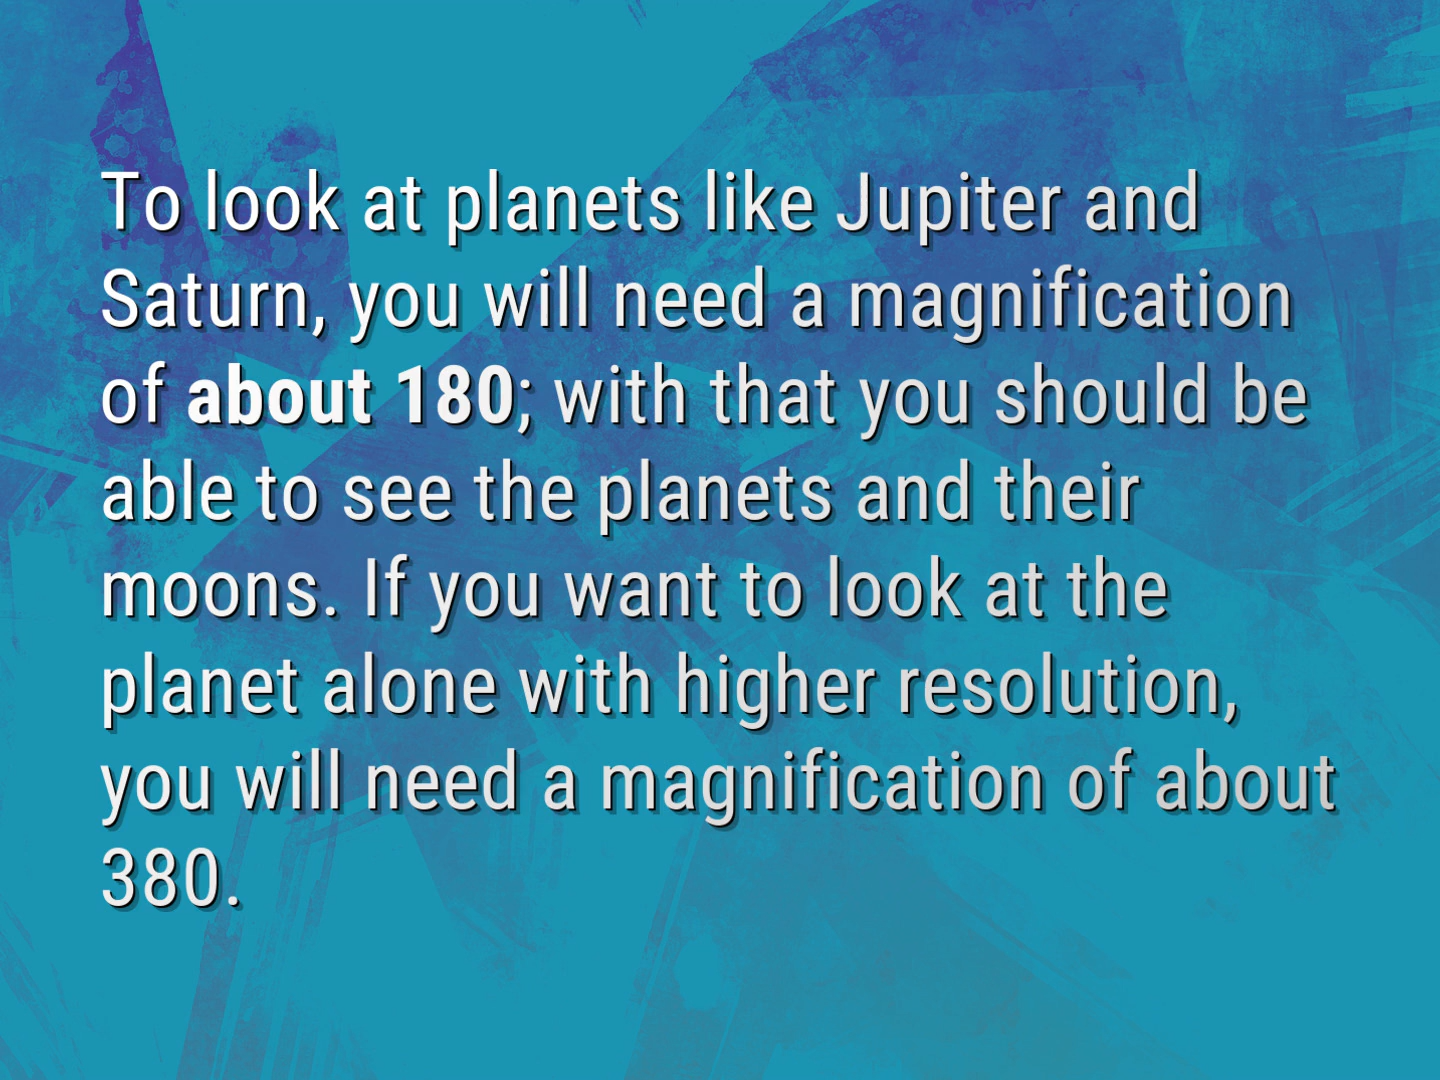 To look at planets like Jupiter and
Saturn, you will need a magnification
of about 180; with that you should be
able to see the planets and their
moons. If you want to look at the
planet alone with higher resolution,
you will need a magnification of about
380.